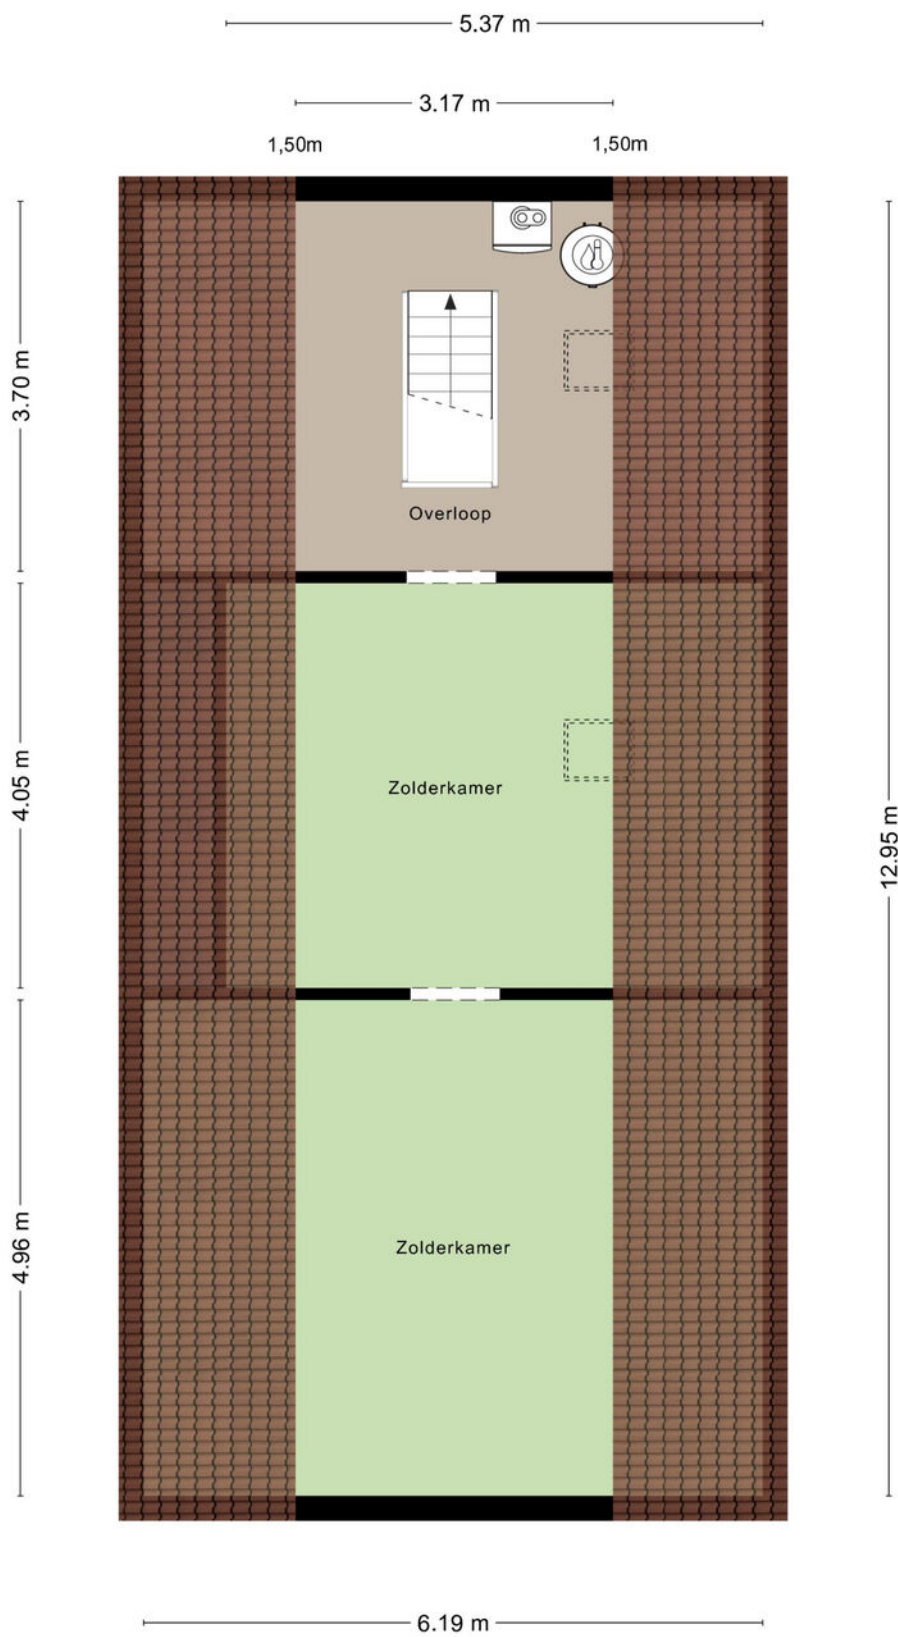 5.37 m
3.17 m
1,50m
1,50m
3.70 m
Overloop
4.05 m
Zolderkamer
12.95 m
4.96 m
Zolderkamer
6.19 m